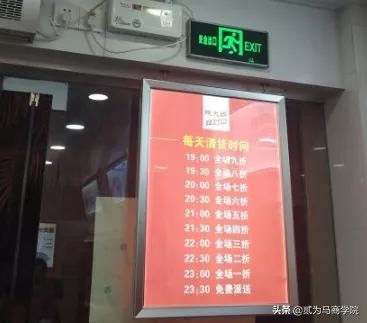 安全出口 EXIT
每天清货时间
19:00 全场九折
19:30 全场八折
20:00 全场七折
20:30 全场六折
21:00 全场五折
21:30 全场四折
22:00 全场三折
22:30 全场二折
23:00 全场一折
23:30 免费派送
头条 @贰为马商学院